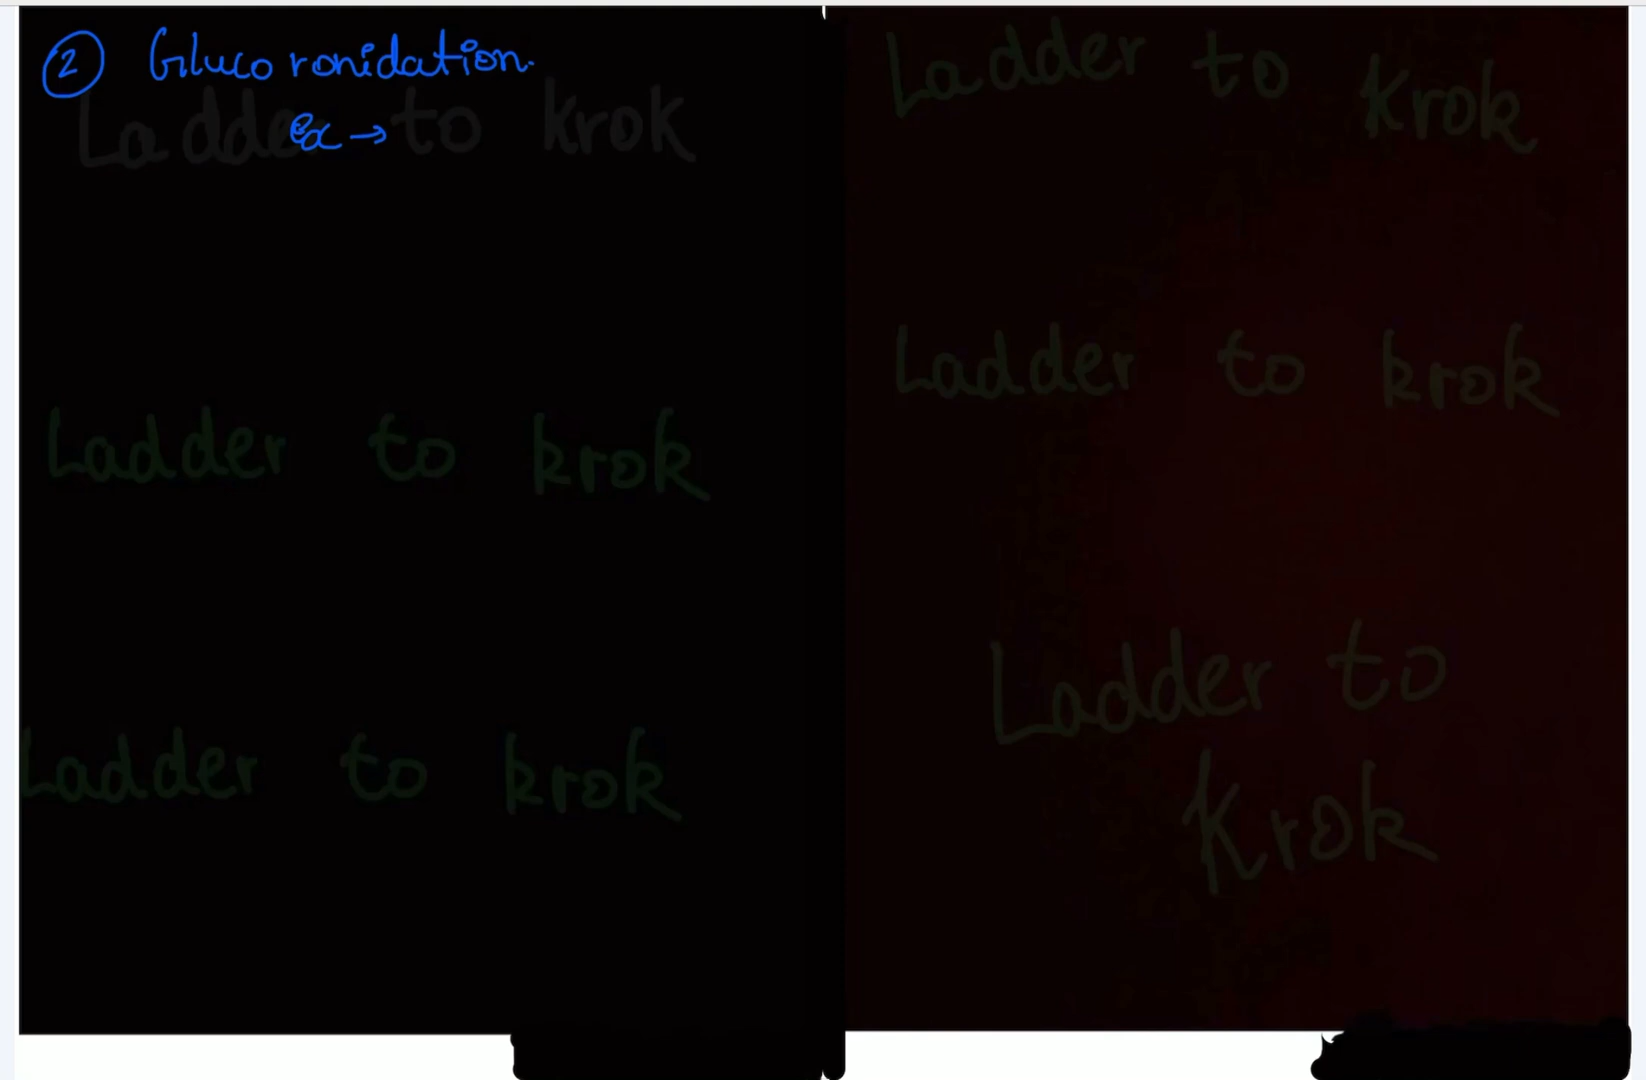 ② Glucoronidation.
Ladder to krok
ex →
Ladder to krok
Ladder to krok
Ladder to Krok
Ladder to krok
Ladder to
Krok